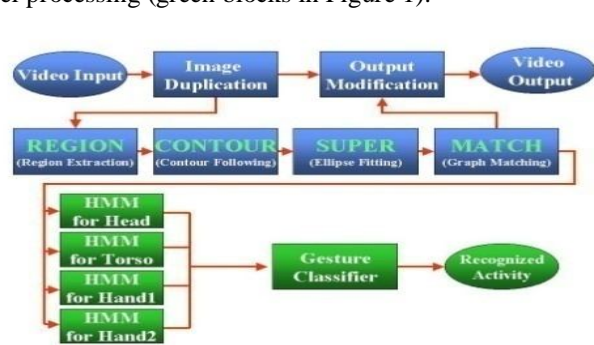 el processing (green blocks in Figure 1).
Video Input
Image
Duplication
Output
Modification
Video
Output
REGION
(Region Extraction)
CONTOUR
(Contour Following)
SUPER
(Ellipse Fitting)
MATCH
(Graph Matching)
HMM
for Head
HMM
for Torso
HMM
for Hand1
HMM
for Hand2
Gesture
Classifier
Recognized
Activity